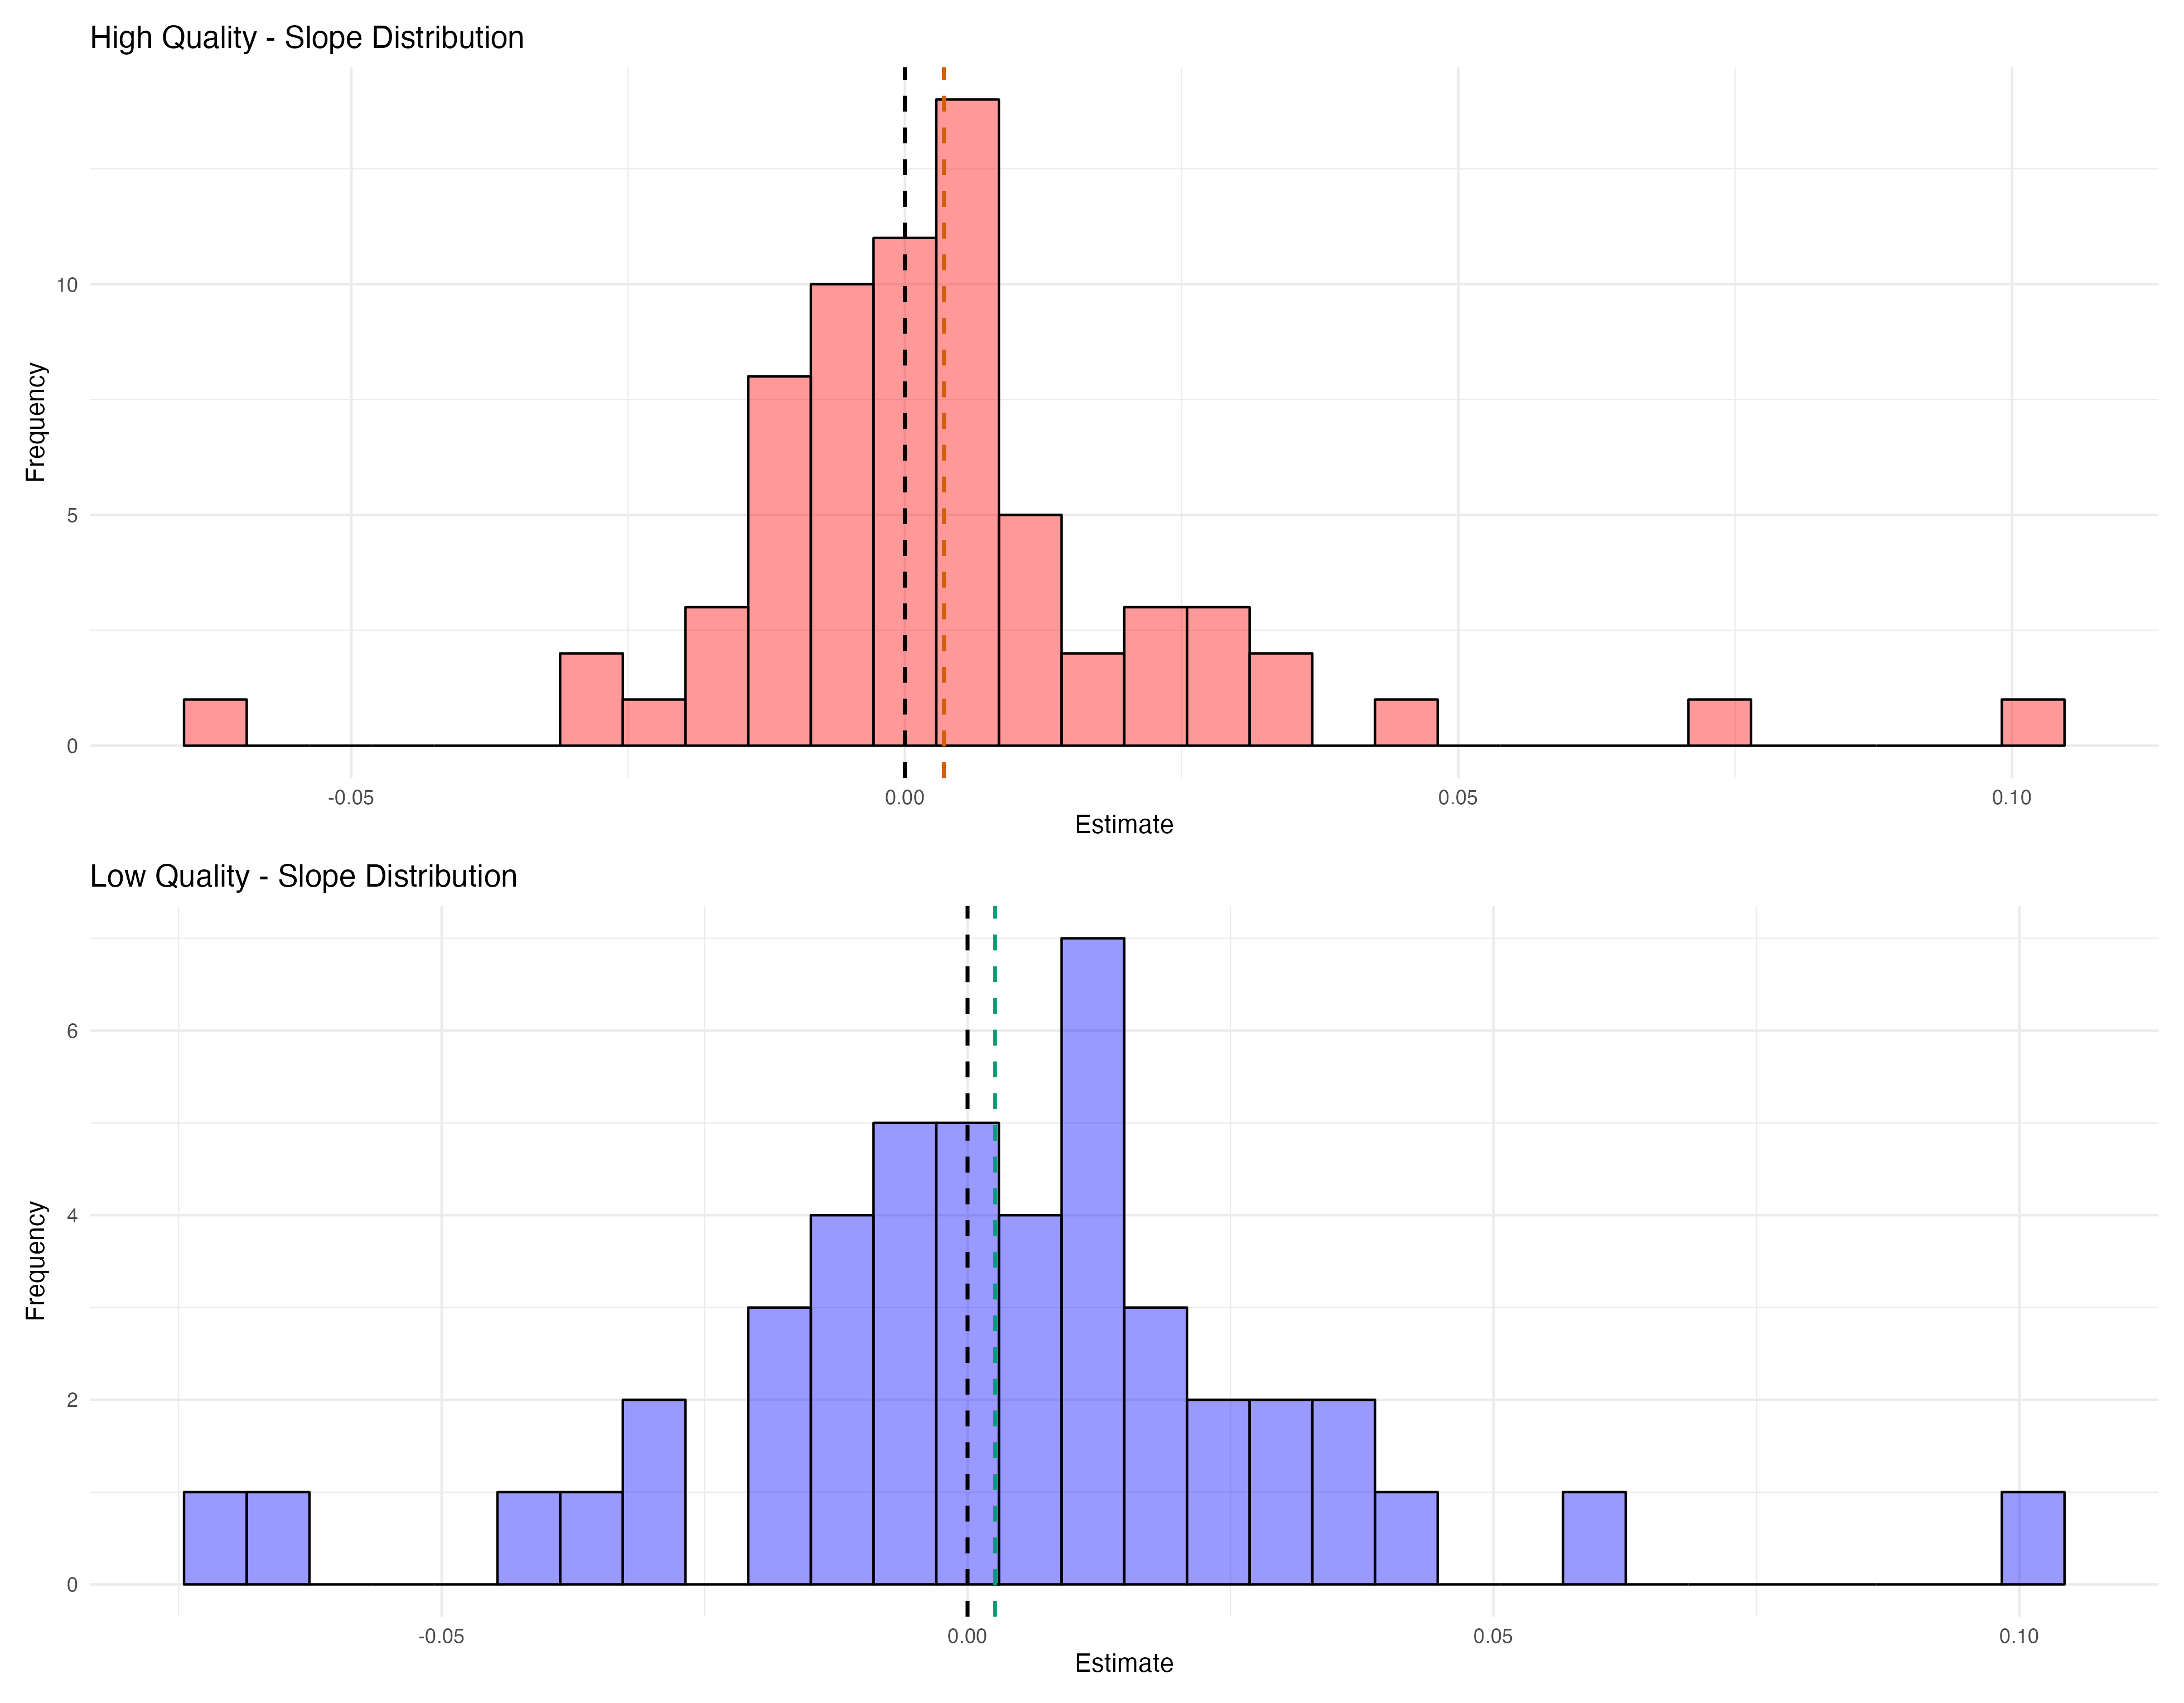 High Quality - Slope Distribution
Frequency
10
5
0
-0.05 0.00 0.05 0.10
Estimate
Low Quality - Slope Distribution
Frequency
6
4
2
0
-0.05 0.00 0.05 0.10
Estimate